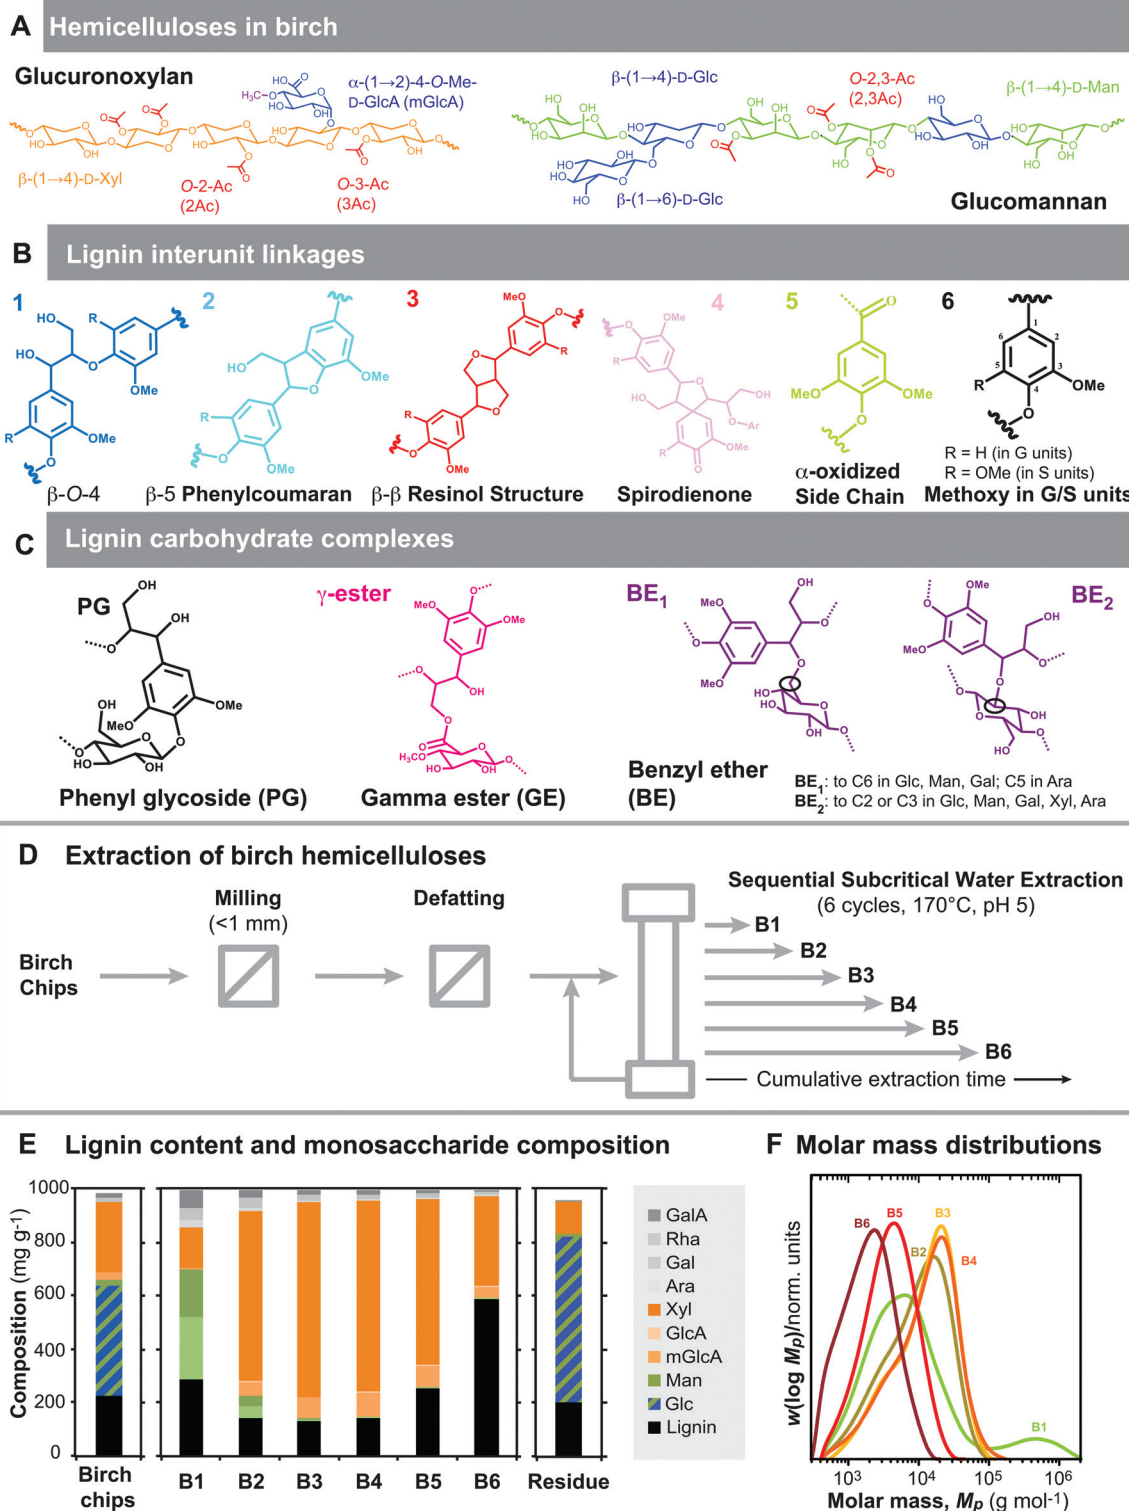 A Hemicelluloses in birch
Glucuronoxylan
α-(1→2)-4-O-Me-
D-GlcA (mGlcA)
β-(1→4)-D-Xyl
O-2-Ac
(2Ac)
O-3-Ac
(3Ac)
β-(1→4)-D-Glc
O-2,3-Ac
(2,3Ac)
β-(1→4)-D-Man
β-(1→6)-D-Glc
Glucomannan
B Lignin interunit linkages
1
2
3
4
5
6
β-O-4
β-5 Phenylcoumaran
β-β Resinol Structure
Spirodienone
α-oxidized
Side Chain
R = H (in G units)
R = OMe (in S units)
Methoxy in G/S units
C Lignin carbohydrate complexes
PG
γ-ester
BE1
BE2
Phenyl glycoside (PG)
Gamma ester (GE)
Benzyl ether
(BE)
BE1: to C6 in Glc, Man, Gal; C5 in Ara
BE2: to C2 or C3 in Glc, Man, Gal, Xyl, Ara
D Extraction of birch hemicelluloses
Birch
Chips
Milling
(<1 mm)
Defatting
Sequential Subcritical Water Extraction
(6 cycles, 170°C, pH 5)
B1
B2
B3
B4
B5
B6
Cumulative extraction time
E Lignin content and monosaccharide composition
Composition (mg g-1)
1000
800
600
400
200
0
Birch
chips
B1 B2 B3 B4 B5 B6
Residue
GalA
Rha
Gal
Ara
Xyl
GlcA
mGlcA
Man
Glc
Lignin
F Molar mass distributions
w(log Mp)/norm. units
B6
B5
B3
B2
B4
B1
10³ 10⁴ 10⁵ 10⁶
Molar mass, Mp (g mol-1)